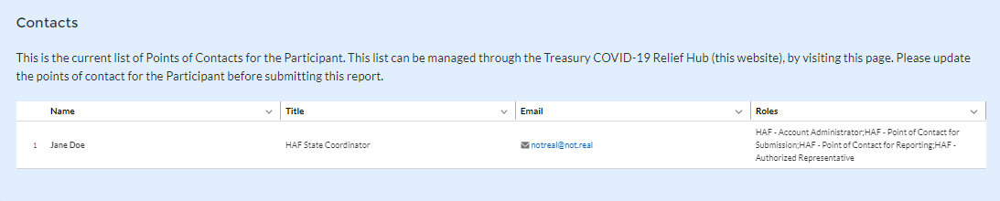 Contacts
This is the current list of Points of Contacts for the Participant. This list can be managed through the Treasury COVID-19 Relief Hub (this website), by visiting this page. Please update
the points of contact for the Participant before submitting this report.
Name Title Email Roles
1 Jane Doe HAF State Coordinator notreal@not.real HAF - Account Administrator;HAF - Point of Contact for
Submission;HAF - Point of Contact for Reporting;HAF -
Authorized Representative